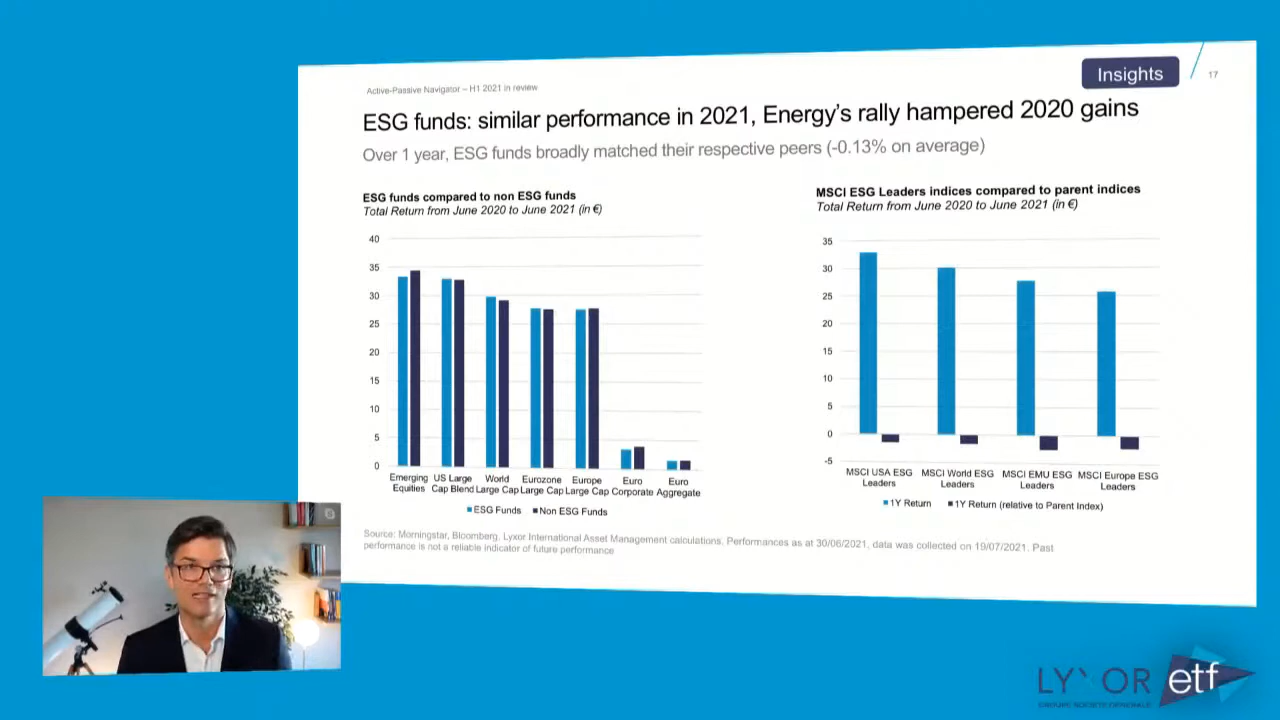 Active-Passive Navigator – H1 2021 in review
Insights
17
ESG funds: similar performance in 2021, Energy's rally hampered 2020 gains
Over 1 year, ESG funds broadly matched their respective peers (-0.13% on average)
ESG funds compared to non ESG funds
Total Return from June 2020 to June 2021 (in €)
40
35
30
25
20
15
10
5
0
Emerging Equities
US Large Cap Blend
World Large Cap
Eurozone Large Cap
Europe Large Cap
Euro Corporate
Euro Aggregate
ESG Funds
Non ESG Funds
MSCI ESG Leaders indices compared to parent indices
Total Return from June 2020 to June 2021 (in €)
35
30
25
20
15
10
5
0
-5
MSCI USA ESG Leaders
MSCI World ESG Leaders
MSCI EMU ESG Leaders
MSCI Europe ESG Leaders
1Y Return
1Y Return (relative to Parent Index)
Source: Morningstar, Bloomberg, Lyxor International Asset Management calculations. Performances as at 30/06/2021, data was collected on 19/07/2021. Past
performance is not a reliable indicator of future performance
LYXOR etf
GROUPE SOCIETE GENERALE